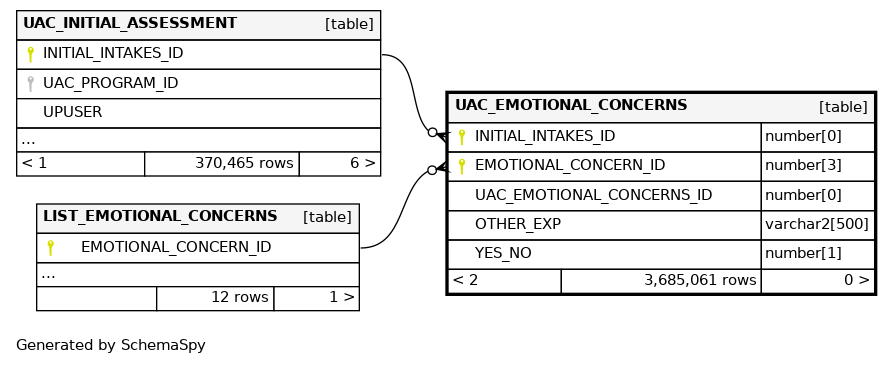 UAC_INITIAL_ASSESSMENT [table]
INITIAL_INTAKES_ID
UAC_PROGRAM_ID
UPUSER
...
< 1 370,465 rows 6 >
UAC_EMOTIONAL_CONCERNS [table]
INITIAL_INTAKES_ID number[0]
EMOTIONAL_CONCERN_ID number[3]
UAC_EMOTIONAL_CONCERNS_ID number[0]
OTHER_EXP varchar2[500]
YES_NO number[1]
< 2 3,685,061 rows 0 >
LIST_EMOTIONAL_CONCERNS [table]
EMOTIONAL_CONCERN_ID
...
12 rows 1 >
Generated by SchemaSpy